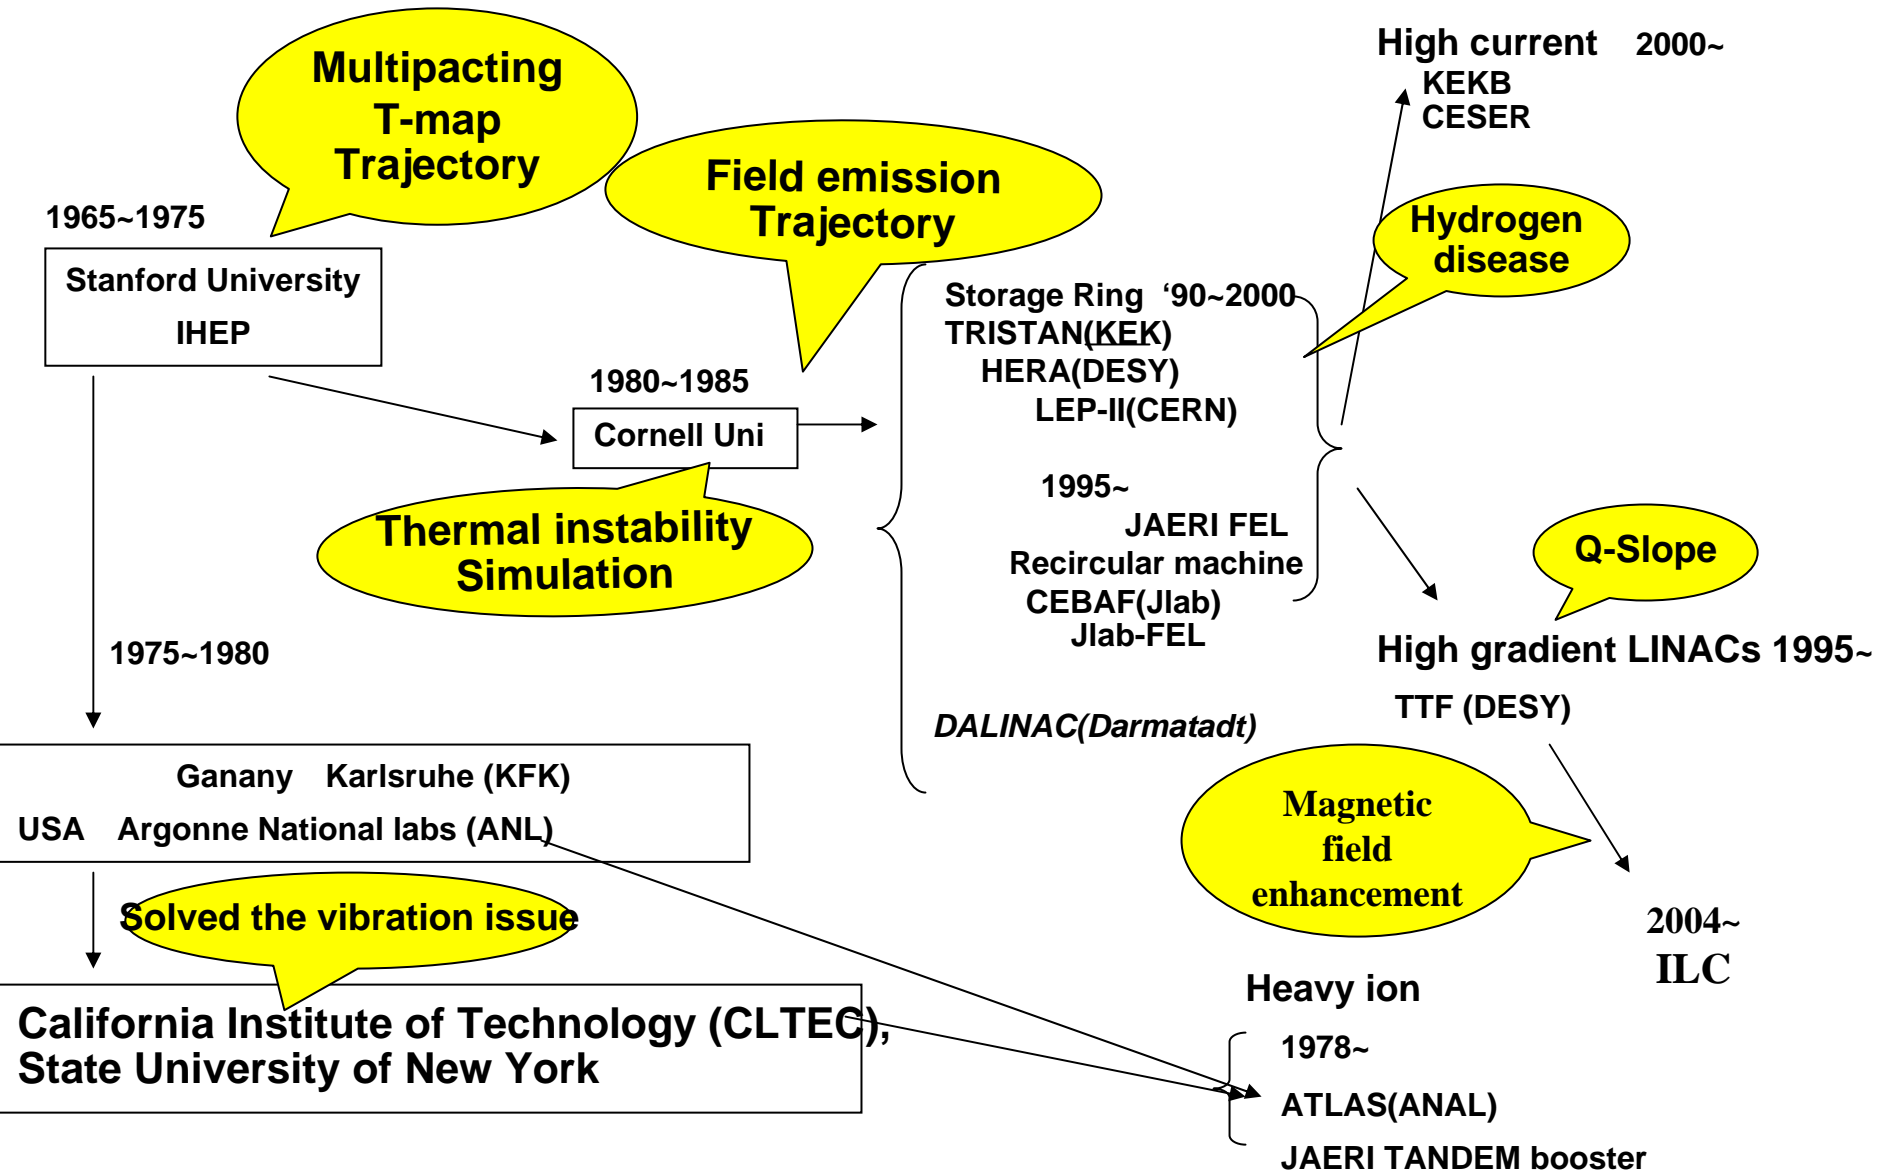 Multipacting
T-map
Trajectory
High current 2000~
KEKB
CESER
Field emission
Trajectory
Hydrogen
disease
1965~1975
Stanford University
IHEP
Storage Ring ‘90~2000
TRISTAN(KEK)
HERA(DESY)
LEP-II(CERN)
1980~1985
Cornell Uni
Thermal instability
Simulation
1995~
JAERI FEL
Recircular machine
CEBAF(Jlab)
Jlab-FEL
Q-Slope
High gradient LINACs 1995~
TTF (DESY)
1975~1980
DALINAC(Darmatadt)
Ganany Karlsruhe (KFK)
USA Argonne National labs (ANL)
Magnetic
field
enhancement
Solved the vibration issue
2004~
ILC
California Institute of Technology (CLTEC),
State University of New York
Heavy ion
1978~
ATLAS(ANAL)
JAERI TANDEM booster